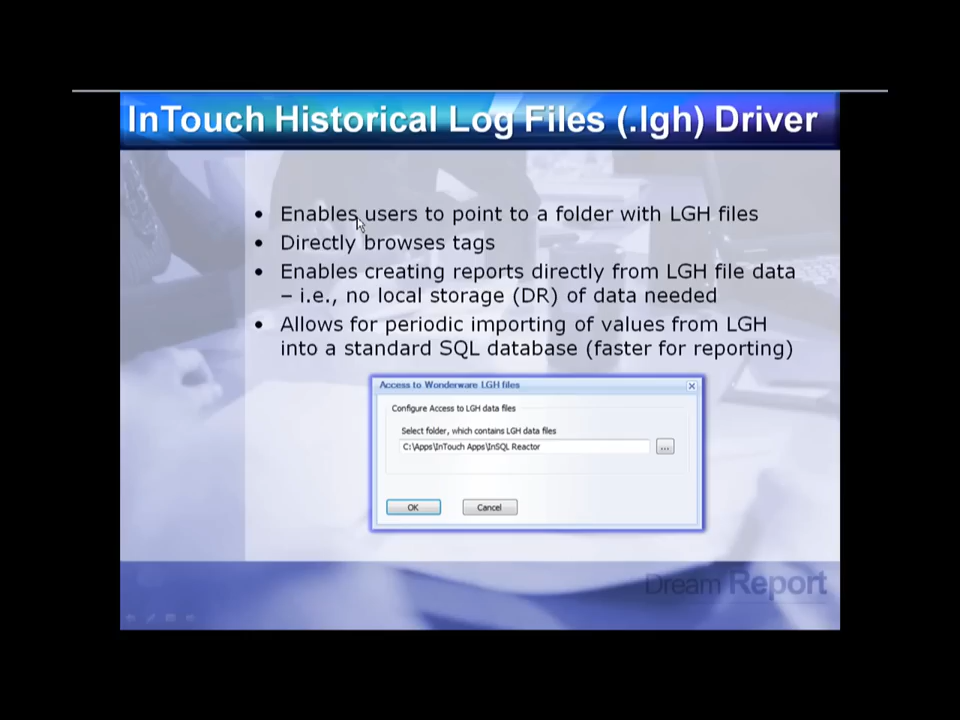 InTouch Historical Log Files (.lgh) Driver
• Enables users to point to a folder with LGH files
• Directly browses tags
• Enables creating reports directly from LGH file data
– i.e., no local storage (DR) of data needed
• Allows for periodic importing of values from LGH
into a standard SQL database (faster for reporting)
Access to Wonderware LGH files
Configure Access to LGH data files
Select folder, which contains LGH data files
C:\Apps\InTouch Apps\InSQL Reactor
...
OK Cancel
Dream Report